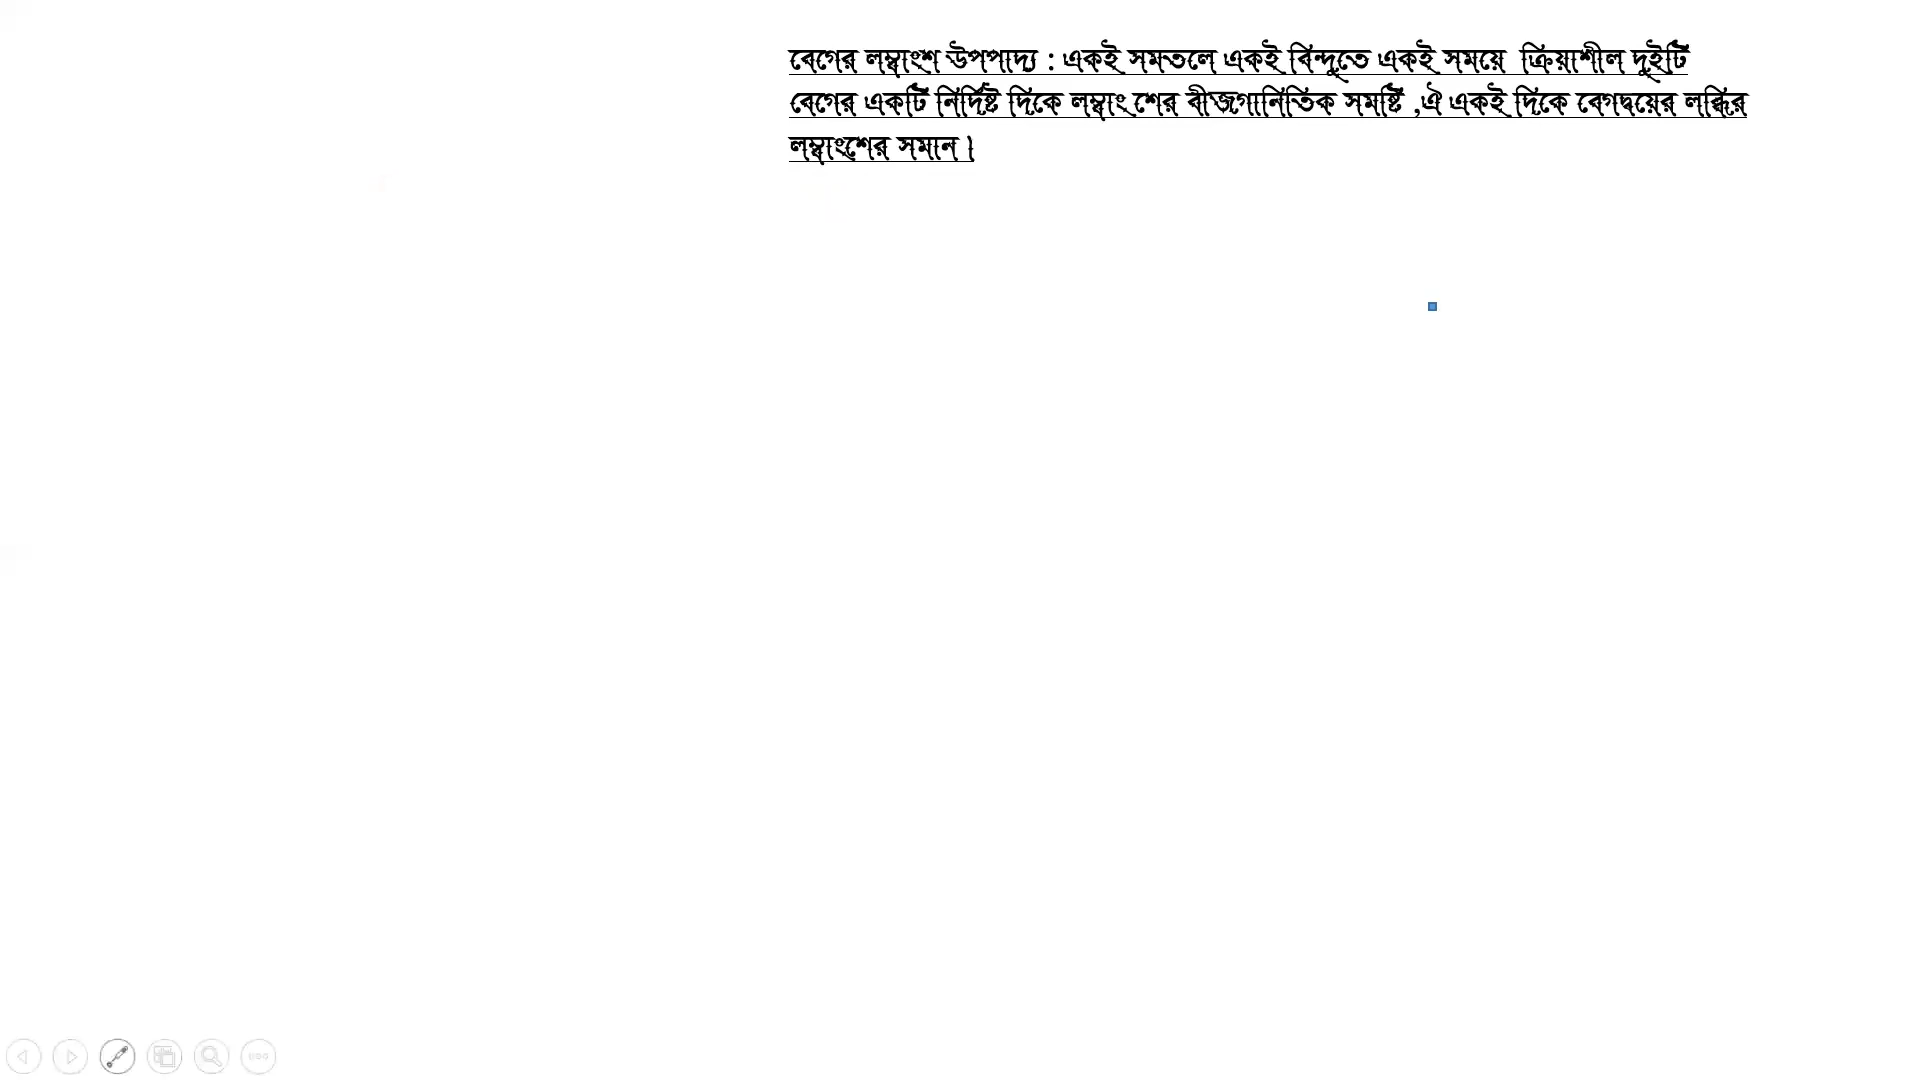 বেগের লম্বাংশ উপপাদ্য : একই সমতলে একই বিন্দুতে একই সময়ে ক্রিয়াশীল দুইটি
বেগের একটি নির্দিষ্ট দিকে লম্বাং শের বীজগানিতিক সমষ্টি ,ঐ একই দিকে বেগদ্বয়ের লব্ধির
লম্বাংশের সমান।